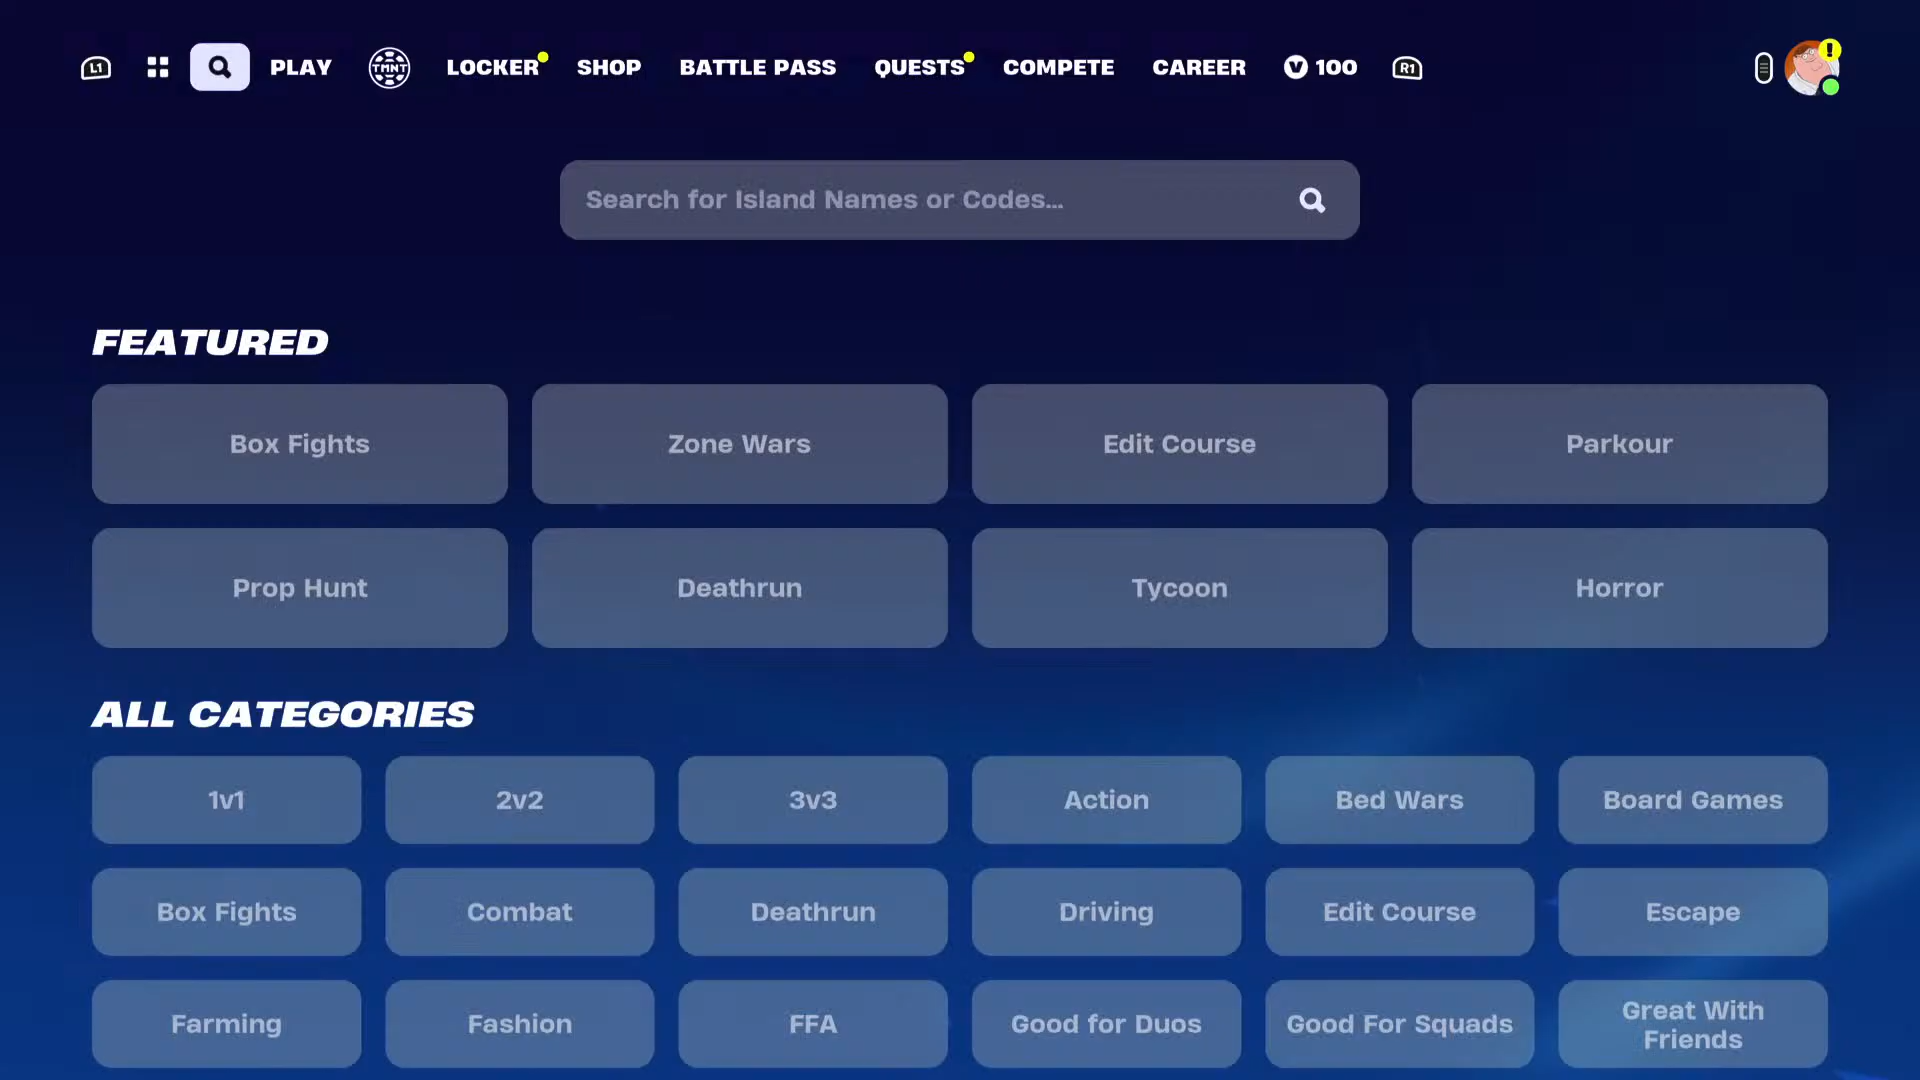 L1
PLAY
TMNT
LOCKER
SHOP
BATTLE PASS
QUESTS
COMPETE
CAREER
V 100
R1
!
Search for Island Names or Codes...
FEATURED
Box Fights
Zone Wars
Edit Course
Parkour
Prop Hunt
Deathrun
Tycoon
Horror
ALL CATEGORIES
1v1
2v2
3v3
Action
Bed Wars
Board Games
Box Fights
Combat
Deathrun
Driving
Edit Course
Escape
Farming
Fashion
FFA
Good for Duos
Good For Squads
Great With
Friends